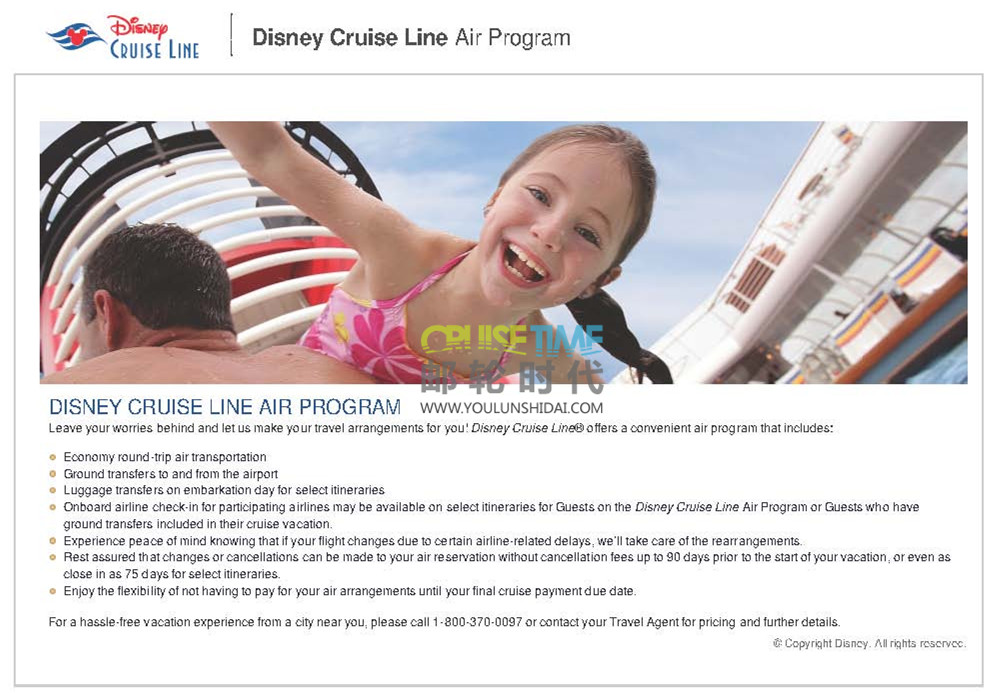 Disney
CRUISE LINE
Disney Cruise Line Air Program
CRUISETIME
邮轮时代
WWW.YOULUNSHIDAI.COM
DISNEY CRUISE LINE AIR PROGRAM
Leave your worries behind and let us make your travel arrangements for you! Disney Cruise Line® offers a convenient air program that includes:
Economy round-trip air transportation
Ground transfers to and from the airport
Luggage transfers on embarkation day for select itineraries
Onboard airline check-in for participating airlines may be available on select itineraries for Guests on the Disney Cruise Line Air Program or Guests who have
ground transfers included in their cruise vacation.
Experience peace of mind knowing that if your flight changes due to certain airline-related delays, we'll take care of the rearrangements.
Rest assured that changes or cancellations can be made to your air reservation without cancellation fees up to 90 days prior to the start of your vacation, or even as
close in as 75 days for select itineraries.
Enjoy the flexibility of not having to pay for your air arrangements until your final cruise payment due date.
For a hassle-free vacation experience from a city near you, please call 1-800-370-0097 or contact your Travel Agent for pricing and further details.
© Copyright Disney. All rights reserved.